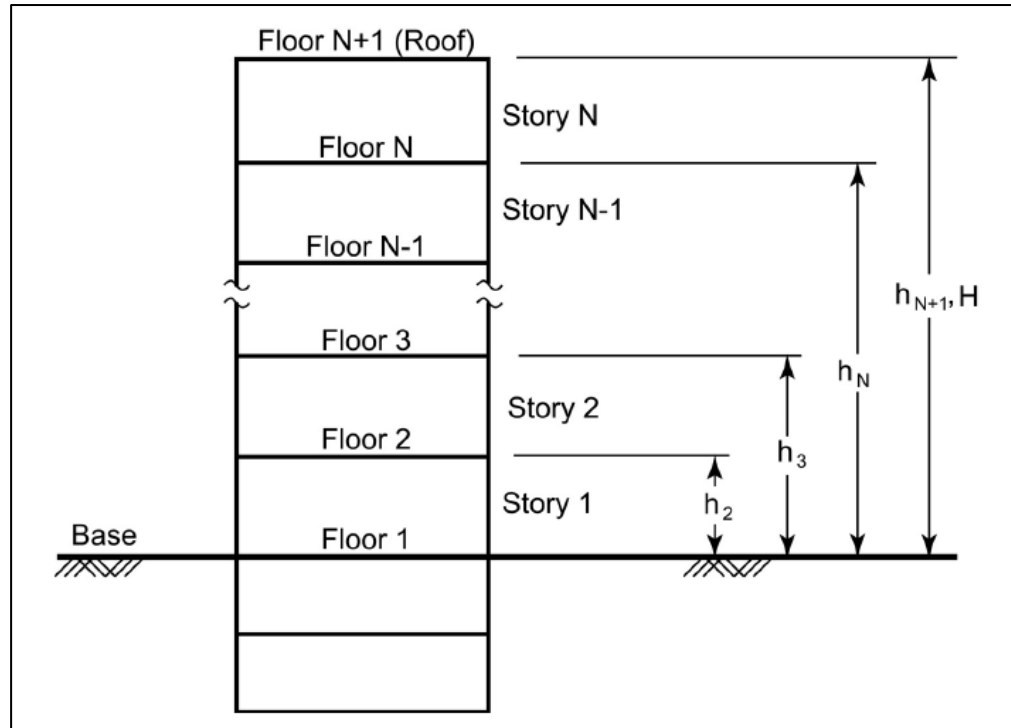 Floor N+1 (Roof)
Story N
Floor N
Story N-1
Floor N-1
h_{N+1}, H
Floor 3
h_N
Story 2
Floor 2
h_3
Story 1
h_2
Base
Floor 1